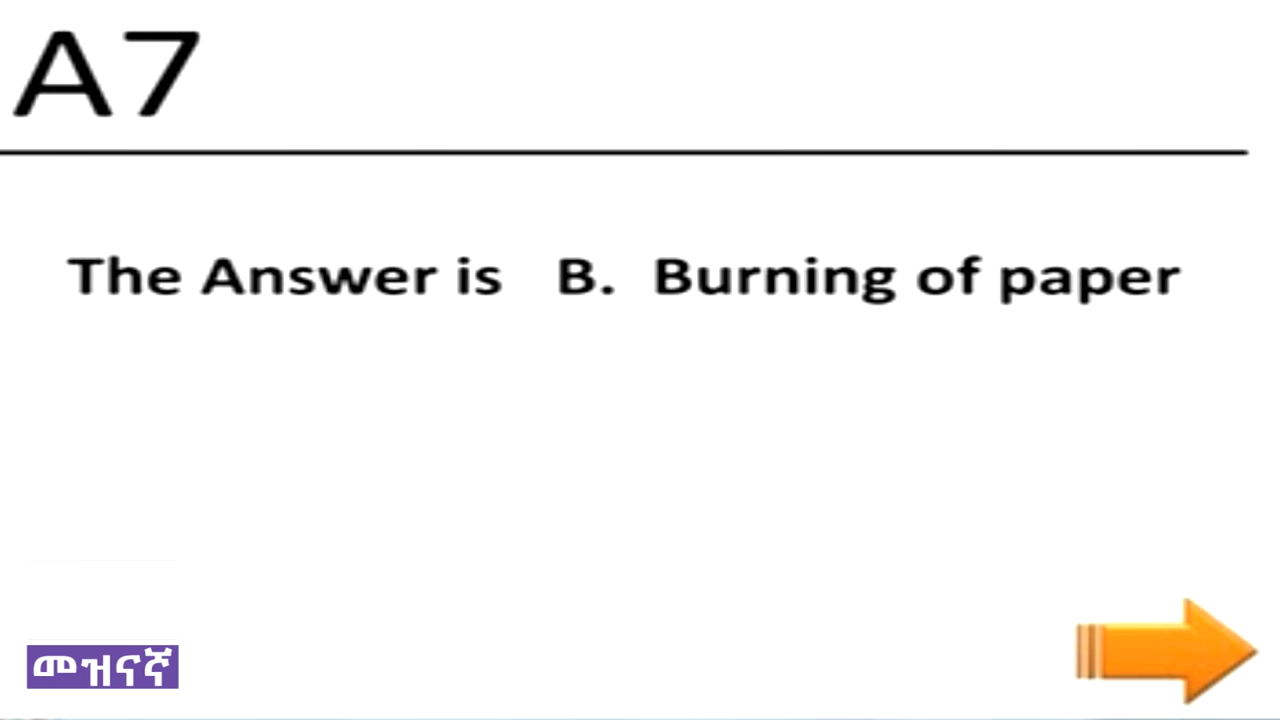 A7
The Answer is B. Burning of paper
መዝናኛ